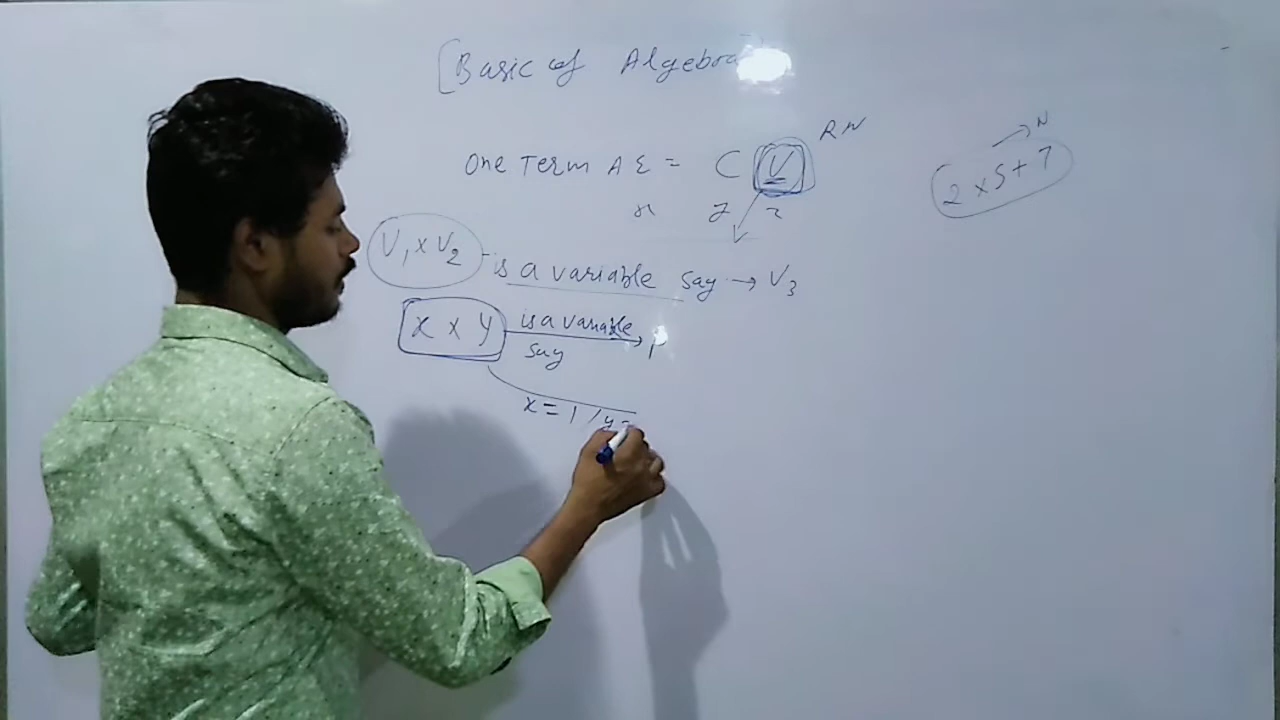 [Basic of Algebra
One Term AE = C V
RN
→ N
2 x 5 + 7
x y z
V
V₁ x V₂ is a variable say → V₃
x x y is a variable
say
x = 1 / y =